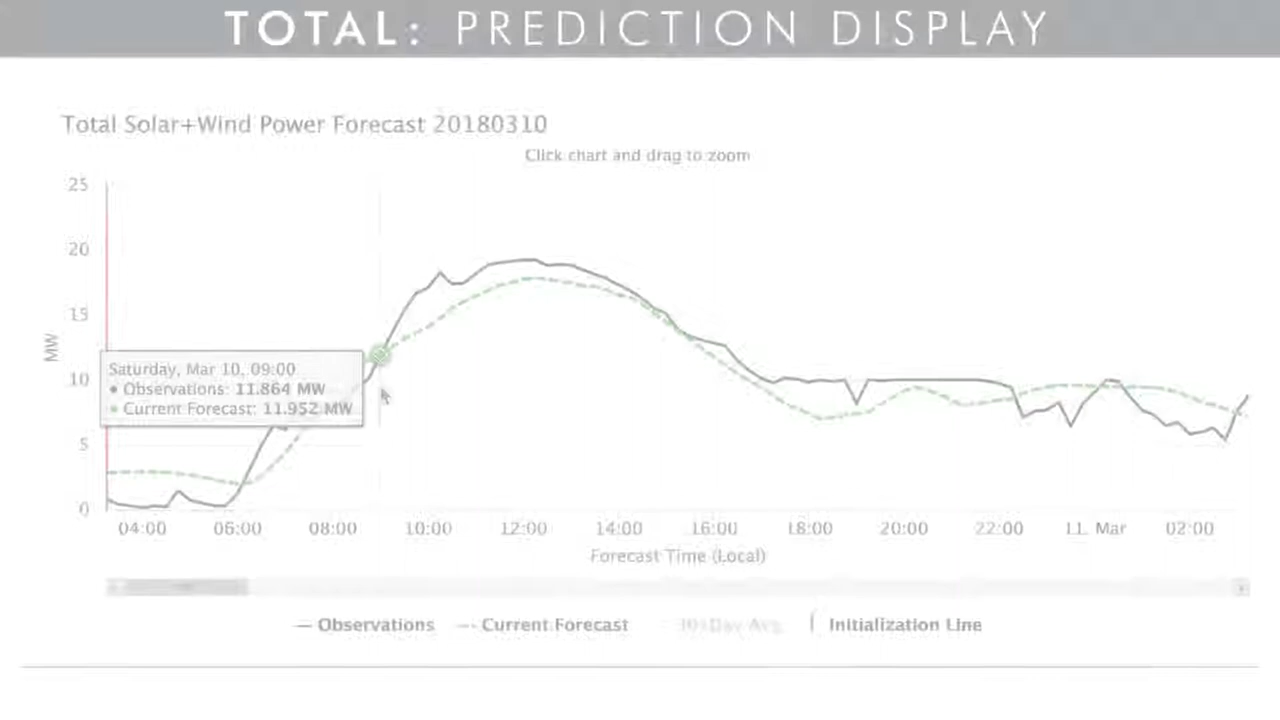 TOTAL: PREDICTION DISPLAY
Total Solar+Wind Power Forecast 20180310
Click chart and drag to zoom
25
20
15
10
5
0
MW
Saturday, Mar 10, 09:00
Observations: 11.864 MW
Current Forecast: 11.952 MW
04:00 06:00 08:00 10:00 12:00 14:00 16:00 18:00 20:00 22:00 11. Mar 02:00
Forecast Time (Local)
Observations Current Forecast 10-Day Avg. Initialization Line